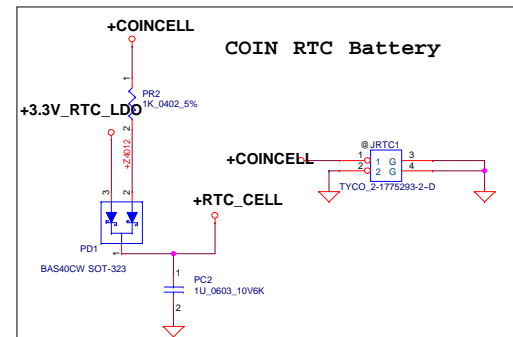 +COINCELL
COIN RTC Battery
1
PR2
1K_0402_5%
+3.3V_RTC_LDO
2
+Z4012
@ JRTC1
+COINCELL
1
1 G
3
2
2 G
4
TYCO_2-1775293-2~D
3
2
+RTC_CELL
PD1
1
BAS40CW SOT-323
1
PC2
1U_0603_10V6K
2